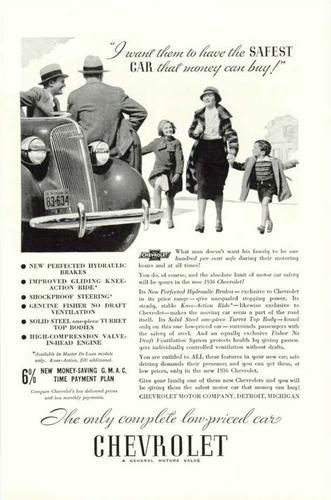 "I want them to have the SAFEST
CAR that money can buy!"
83-634
CHEVROLET
NEW PERFECTED HYDRAULIC
BRAKES
IMPROVED GLIDING KNEE-
ACTION RIDE*
SHOCKPROOF STEERING*
GENUINE FISHER NO DRAFT
VENTILATION
SOLID STEEL one-piece TURRET
TOP BODIES
HIGH-COMPRESSION VALVE-
IN-HEAD ENGINE
*Available in Master De Luxe models
only. Knee-Action, $20 additional.
6% NEW MONEY-SAVING G.M.A.C.
TIME PAYMENT PLAN
Compare Chevrolet's low delivered prices
and low monthly payments.
What man doesn't want his family to be one
hundred per cent safe during their motoring
hours and at all times!
You do, of course, and the absolute limit of motor car safety
will be yours in the new 1936 Chevrolet!
Its New Perfected Hydraulic Brakes—exclusive to Chevrolet
in its price range—give unequaled stopping power. Its
steady, Knee-Action Ride*—likewise exclusive to
Chevrolet—makes the moving car seem a part of the road
itself. Its Solid Steel one-piece Turret Top Body—found
only on this one low-priced car—surrounds passengers with
the safety of steel. And an equally exclusive Fisher No
Draft Ventilation System protects health by giving passen-
gers individually controlled ventilation without drafts.
You are entitled to ALL these features in your new car; safe
driving demands their presence; and you can get them, at
low prices, only in the new 1936 Chevrolet.
Give your family one of these new Chevrolets and you will
be giving them the safest motor car that money can buy!
CHEVROLET MOTOR COMPANY, DETROIT, MICHIGAN
The only complete low-priced car
CHEVROLET
A GENERAL MOTORS VALUE